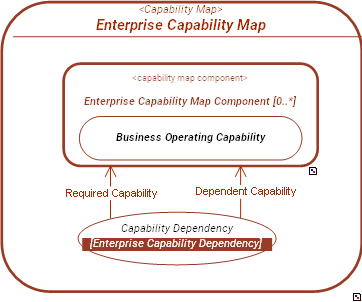 <Capability Map>
Enterprise Capability Map
<capability map component>
Enterprise Capability Map Component [0..*]
Business Operating Capability
Required Capability
Dependent Capability
Capability Dependency
[Enterprise Capability Dependency]